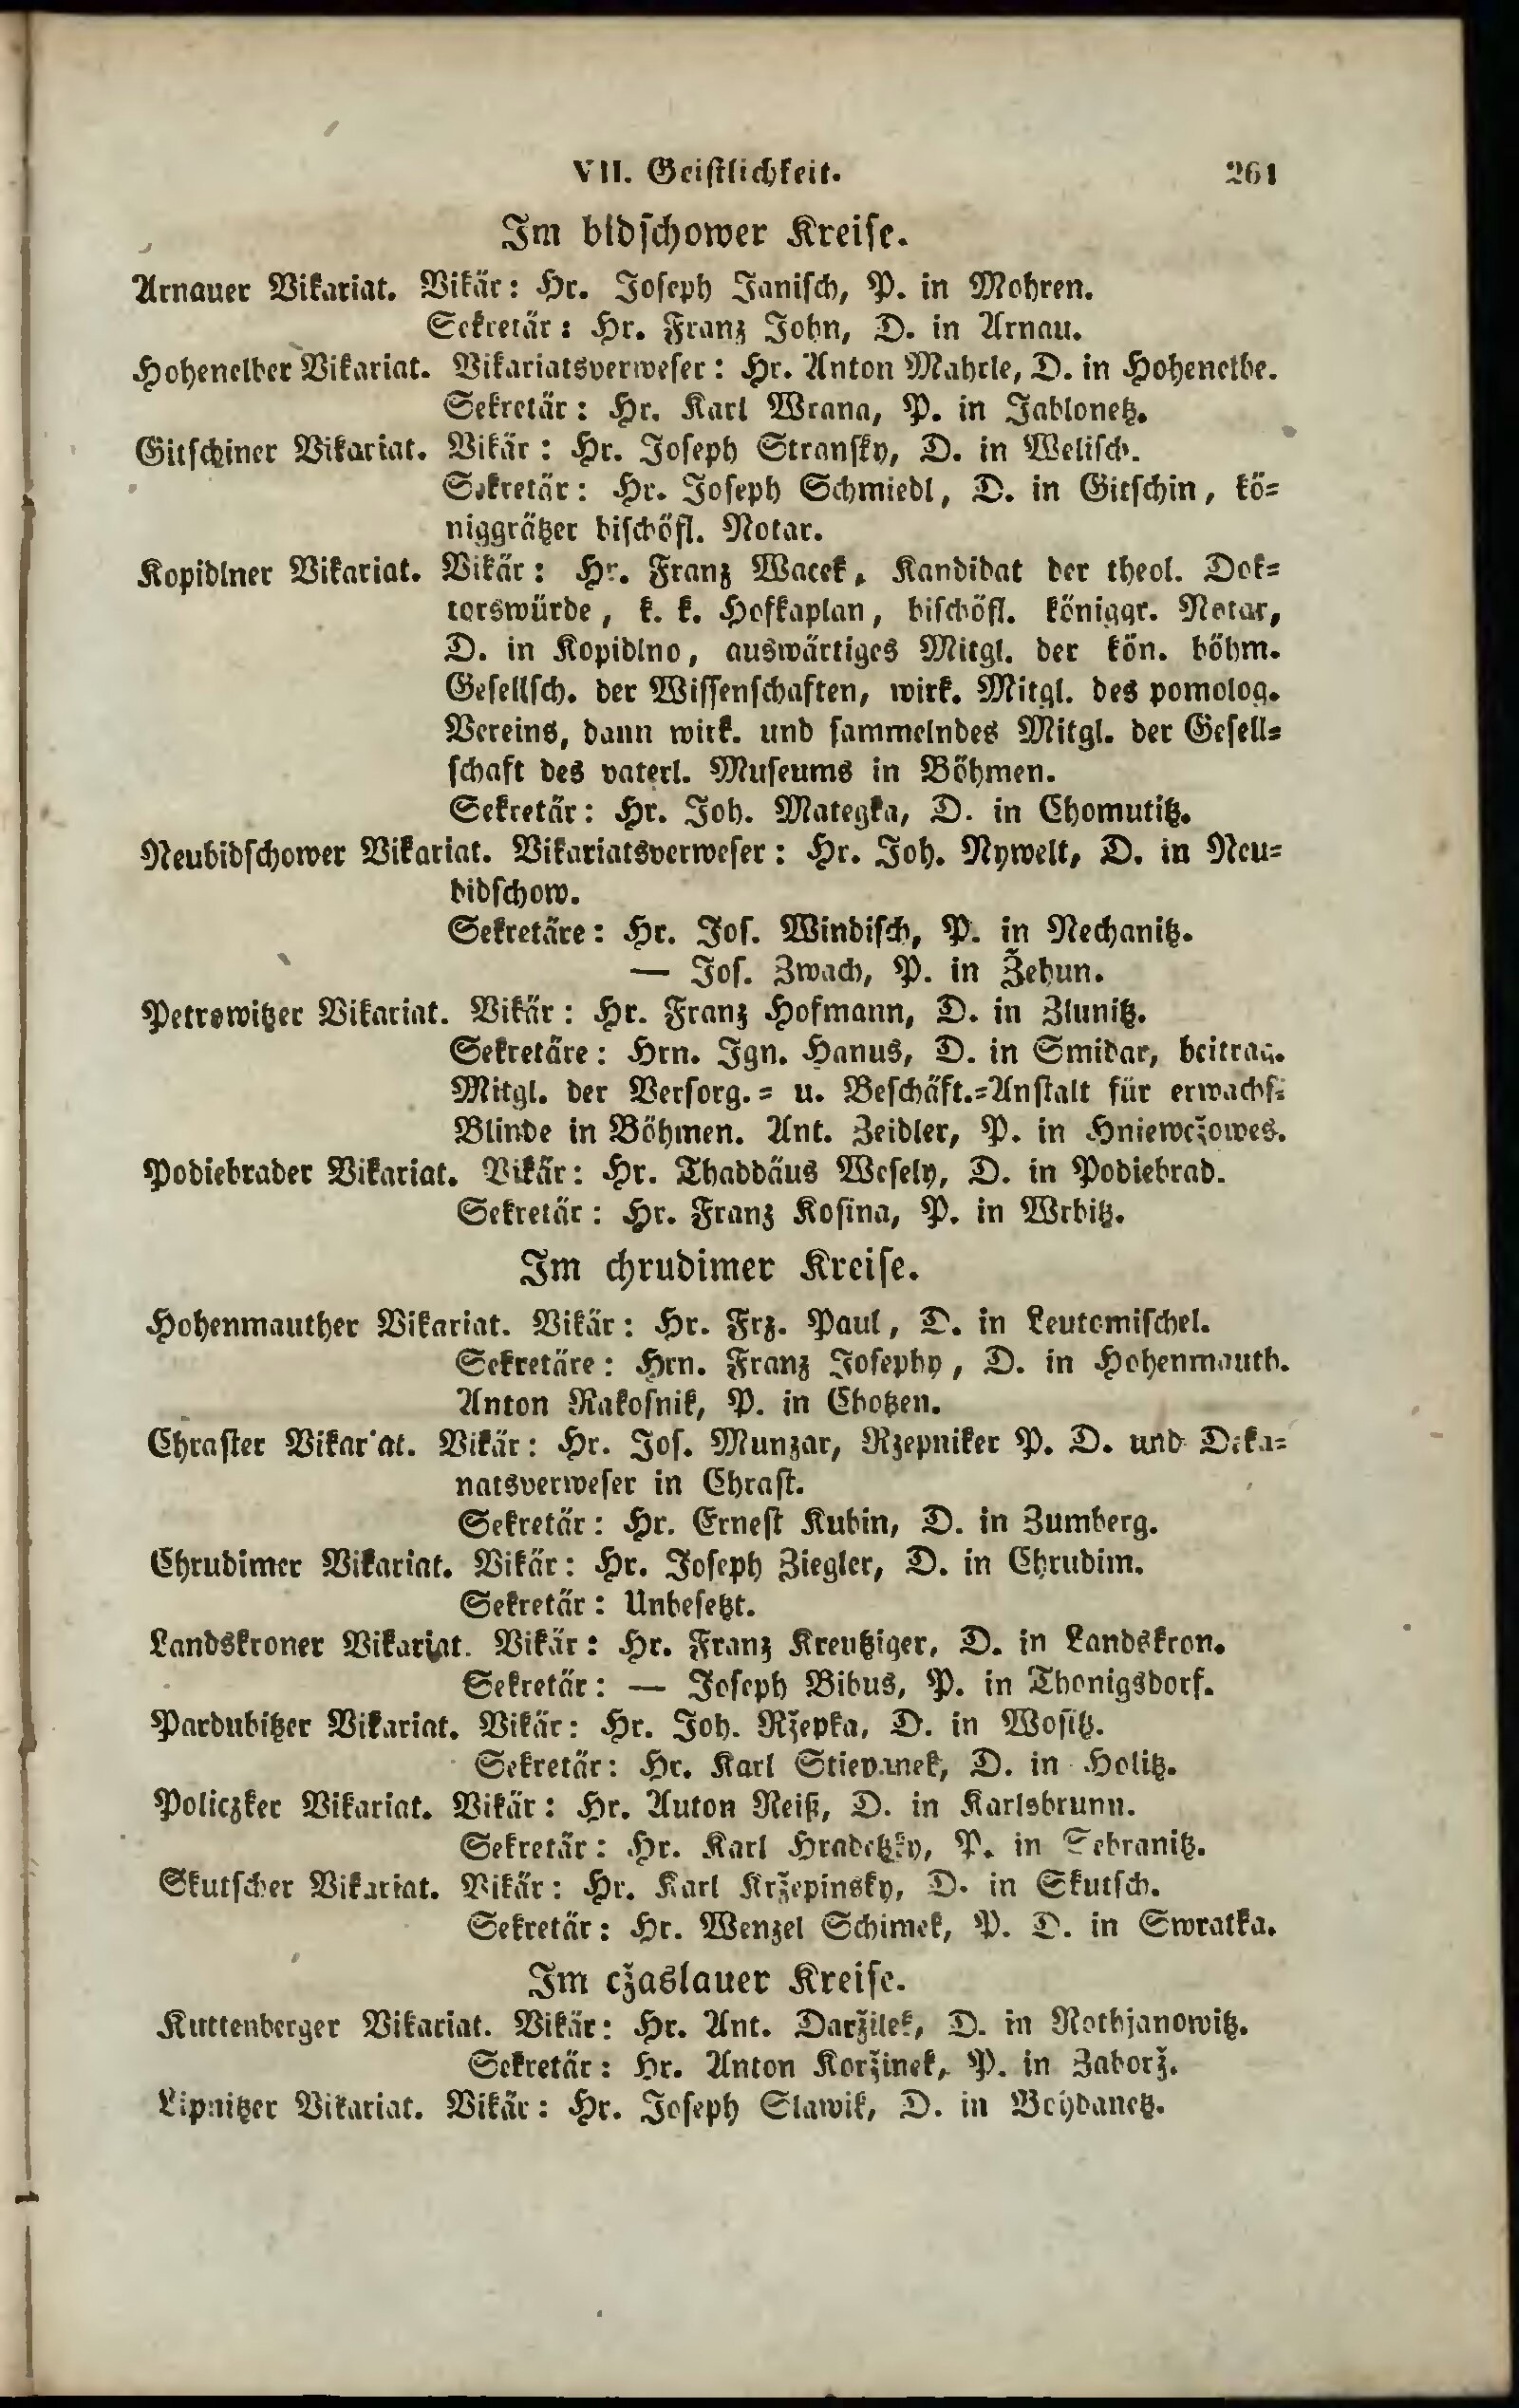 VII. Geistlichkeit. 261
Im bidschower Kreise.
Arnauer Vikariat. Vikär: Hr. Joseph Janisch, P. in Mohren.
Sekretär: Hr. Franz John, D. in Arnau.
Hohenelber Vikariat. Vikariatsverweser: Hr. Anton Mahrle, D. in Hohenelbe.
Sekretär: Hr. Karl Wrana, P. in Jablonetz.
Gitschiner Vikariat. Vikär: Hr. Joseph Stransky, D. in Welisch.
Sekretär: Hr. Joseph Schmiedl, D. in Gitschin, kö=
niggrätzer bischöfl. Notar.
Kopidlner Vikariat. Vikär: Hr. Franz Wacek, Kandidat der theol. Dok=
torswürde, k. k. Hofkaplan, bischöfl. königgr. Notar,
D. in Kopidlno, auswärtiges Mitgl. der kön. böhm.
Gesellsch. der Wissenschaften, wirk. Mitgl. des pomolog.
Vereins, dann wirk. und sammelndes Mitgl. der Gesell=
schaft des vaterl. Museums in Böhmen.
Sekretär: Hr. Joh. Mategka, D. in Chomutitz.
Neubidschower Vikariat. Vikariatsverweser: Hr. Joh. Nywelt, D. in Neu=
bidschow.
Sekretäre: Hr. Jos. Windisch, P. in Nechanitz.
— Jos. Zwach, P. in Žehun.
Petrowitzer Vikariat. Vikär: Hr. Franz Hofmann, D. in Zlunitz.
Sekretäre: Hrn. Ign. Hanus, D. in Smidar, beitrag.
Mitgl. der Versorg.= u. Beschäft.=Anstalt für erwachs.
Blinde in Böhmen. Ant. Zeidler, P. in Hniewcžowes.
Podiebrader Vikariat. Vikär: Hr. Thaddäus Wesely, D. in Podiebrad.
Sekretär: Hr. Franz Kosina, P. in Wrbitz.
Im chrudimer Kreise.
Hohenmauther Vikariat. Vikär: Hr. Frz. Paul, D. in Leutomischel.
Sekretäre: Hrn. Franz Josephy, D. in Hohenmauth.
Anton Rakosnik, P. in Chotzen.
Chraster Vikariat. Vikär: Hr. Jos. Munzar, Rzepniker P. D. und Deka=
natsverweser in Chrast.
Sekretär: Hr. Ernest Kubin, D. in Zumberg.
Chrudimer Vikariat. Vikär: Hr. Joseph Ziegler, D. in Chrudim.
Sekretär: Unbesetzt.
Landskroner Vikariat. Vikär: Hr. Franz Kreutziger, D. in Landskron.
Sekretär: — Joseph Bibus, P. in Thonigsdorf.
Pardubitzer Vikariat. Vikär: Hr. Joh. Ržepka, D. in Wositz.
Sekretär: Hr. Karl Stiepanek, D. in Holitz.
Policzker Vikariat. Vikär: Hr. Auton Reiß, D. in Karlsbrunn.
Sekretär: Hr. Karl Hradetzky, P. in Sebranitz.
Skutscher Vikariat. Vikär: Hr. Karl Kržepinsky, D. in Skutsch.
Sekretär: Hr. Wenzel Schimek, P. D. in Swratka.
Im cžaslauer Kreise.
Kuttenberger Vikariat. Vikär: Hr. Ant. Daržilek, D. in Rothjanowitz.
Sekretär: Hr. Anton Koržinek, P. in Zaborž.
Lipnitzer Vikariat. Vikär: Hr. Joseph Slawik, D. in